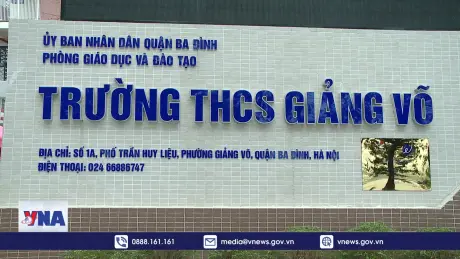 ỦY BAN NHÂN DÂN QUẬN BA ĐÌNH
PHÒNG GIÁO DỤC VÀ ĐÀO TẠO
TRƯỜNG THCS GIẢNG VÕ
ĐỊA CHỈ: SỐ 1A, PHỐ TRẦN HUY LIỆU, PHƯỜNG GIẢNG VÕ, QUẬN BA ĐÌNH, HÀ NỘI
ĐIỆN THOẠI: 024 66886747
VNA
0888.161.161
media@vnews.gov.vn
vnews.gov.vn